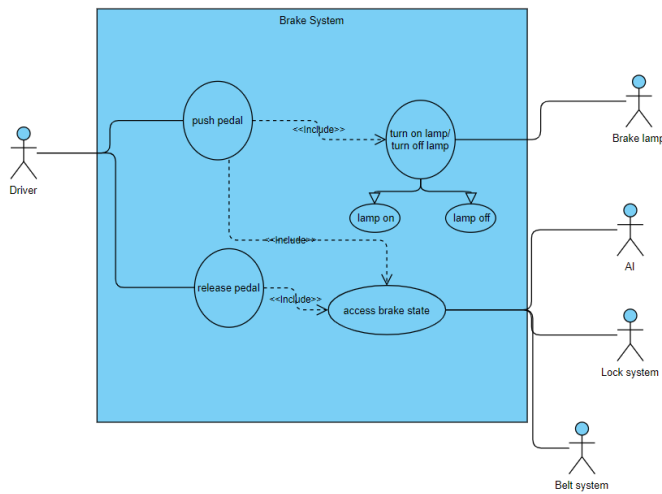 Brake System
push pedal
<<Include>>
turn on lamp/
turn off lamp
Brake lamp
Driver
lamp on
lamp off
<<Include>>
AI
release pedal
<<Include>>
access brake state
Lock system
Belt system